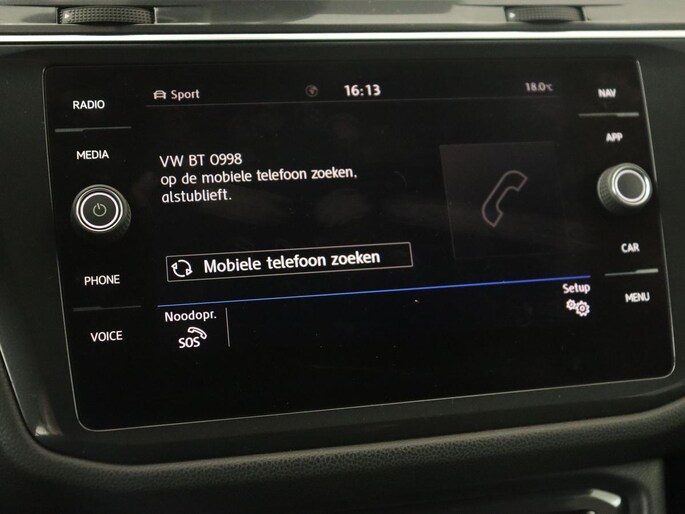 RADIO
MEDIA
PHONE
VOICE
Sport
16:13
18.0°C
VW BT 0998
op de mobiele telefoon zoeken,
alstublieft.
Mobiele telefoon zoeken
Noodopr.
SOS
Setup
NAV
APP
CAR
MENU